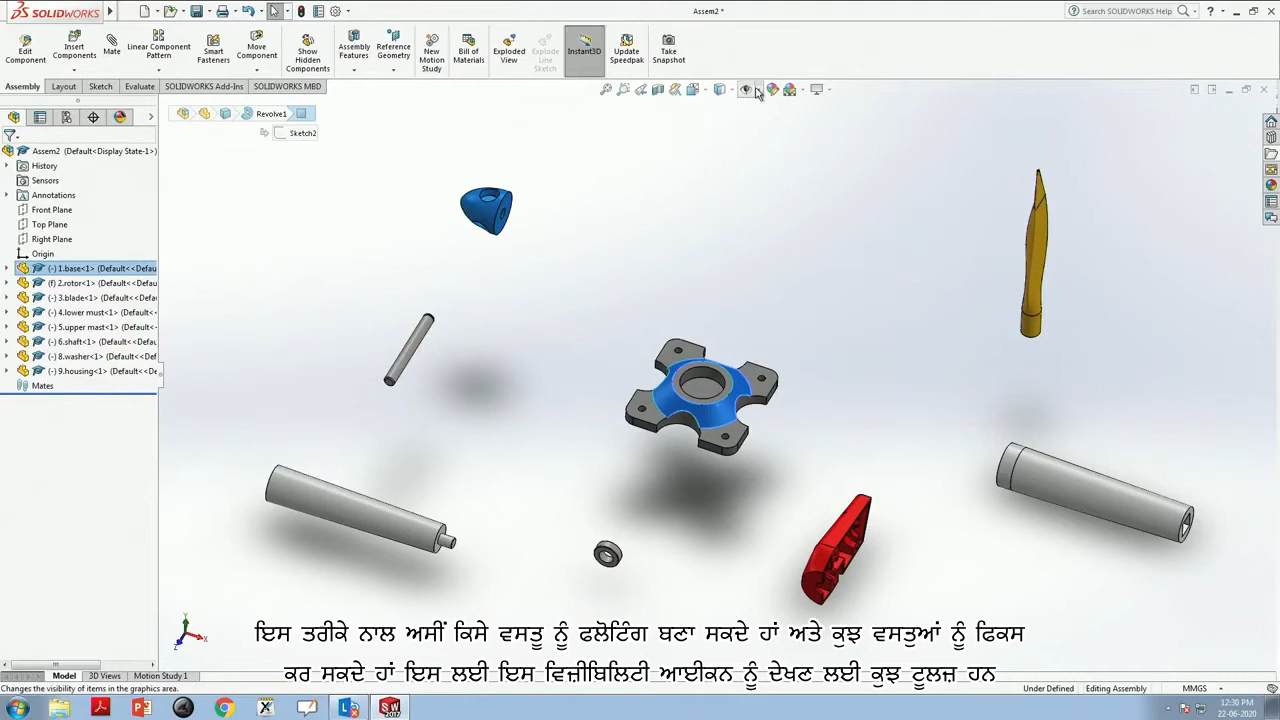 SOLIDWORKS
Assem2 *
Search SOLIDWORKS Help
Edit Component
Insert Components
Mate
Linear Component Pattern
Smart Fasteners
Move Component
Show Hidden Components
Assembly Features
Reference Geometry
New Motion Study
Bill of Materials
Exploded View
Explode Line Sketch
Instant3D
Update Speedpak
Take Snapshot
Assembly Layout Sketch Evaluate SOLIDWORKS Add-Ins SOLIDWORKS MBD
Revolve1
Sketch2
Assem2 (Default<Display State-1>)
History
Sensors
Annotations
Front Plane
Top Plane
Right Plane
Origin
(-) 1.base<1> (Default<<Defau
(f) 2.rotor<1> (Default<<Defau
(-) 3.blade<1> (Default<<Defa
(-) 4.lower must<1> (Default<
(-) 5.upper mast<1> (Default<
(-) 6.shaft<1> (Default<<Defau
(-) 8.washer<1> (Default<<De
(-) 9.housing<1> (Default<<De
Mates
Y
X
Z
ਇਸ ਤਰੀਕੇ ਨਾਲ ਅਸੀਂ ਕਿਸੇ ਵਸਤੂ ਨੂੰ ਫਲੋਟਿੰਗ ਬਣਾ ਸਕਦੇ ਹਾਂ ਅਤੇ ਕੁਝ ਵਸਤੂਆਂ ਨੂੰ ਫਿਕਸ
ਕਰ ਸਕਦੇ ਹਾਂ ਇਸ ਲਈ ਇਸ ਵਿਜ਼ੀਬਿਲਿਟੀ ਆਈਕਨ ਨੂੰ ਦੇਖਣ ਲਈ ਕੁਝ ਟੂਲਜ਼ ਹਨ
Model 3D Views Motion Study 1
Changes the visibility of items in the graphics area.
Under Defined Editing Assembly MMGS
SW 2017
12:30 PM
22-06-2020